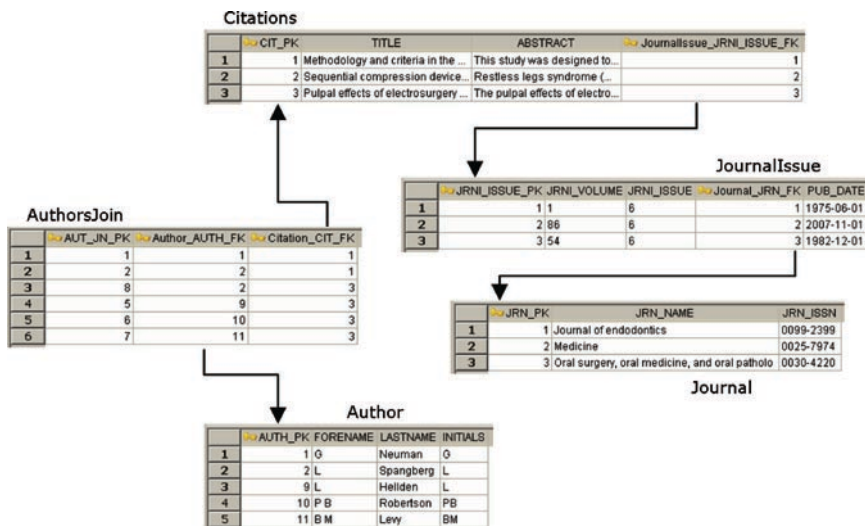 Citations
CIT_PK TITLE ABSTRACT JournalIssue_JRNI_ISSUE_FK
1 1 Methodology and criteria in the ... This study was designed to... 1
2 2 Sequential compression device... Restless legs syndrome (... 2
3 3 Pulpal effects of electrosurgery ... The pulpal effects of electro... 3
JournalIssue
JRNI_ISSUE_PK JRNI_VOLUME JRNI_ISSUE Journal_JRN_FK PUB_DATE
1 1 1 6 1 1975-06-01
2 2 86 6 2 2007-11-01
3 3 54 6 3 1982-12-01
AuthorsJoin
AUT_JN_PK Author_AUTH_FK Citation_CIT_FK
1 1 1 1
2 2 2 1
3 8 2 3
4 5 9 3
5 6 10 3
6 7 11 3
JRN_PK JRN_NAME JRN_ISSN
1 1 Journal of endodontics 0099-2399
2 2 Medicine 0025-7974
3 3 Oral surgery, oral medicine, and oral patholo 0030-4220
Journal
Author
AUTH_PK FORENAME LASTNAME INITIALS
1 1 G Neuman G
2 2 L Spangberg L
3 9 L Hellden L
4 10 P B Robertson PB
5 11 B M Levy BM